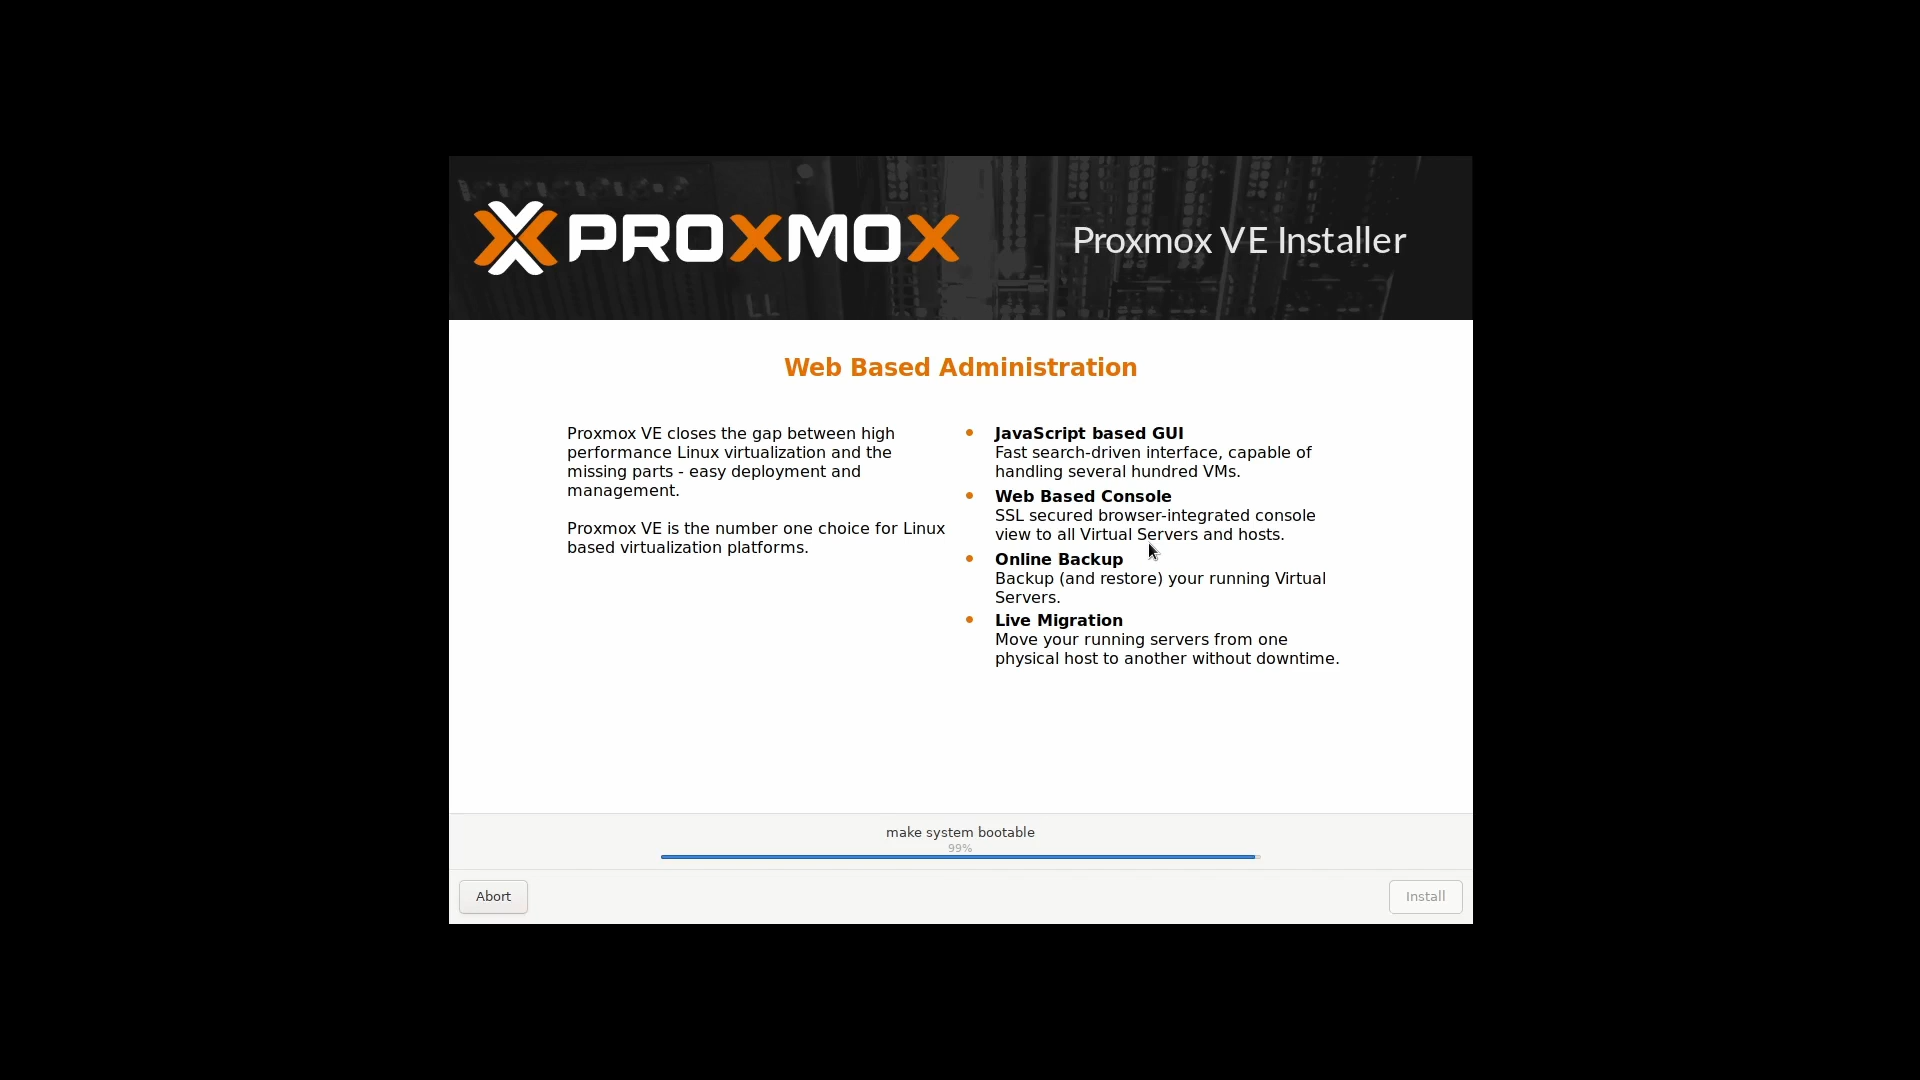 PROXMOX
Proxmox VE Installer
Web Based Administration
Proxmox VE closes the gap between high
performance Linux virtualization and the
missing parts - easy deployment and
management.
Proxmox VE is the number one choice for Linux
based virtualization platforms.
JavaScript based GUI
Fast search-driven interface, capable of
handling several hundred VMs.
Web Based Console
SSL secured browser-integrated console
view to all Virtual Servers and hosts.
Online Backup
Backup (and restore) your running Virtual
Servers.
Live Migration
Move your running servers from one
physical host to another without downtime.
make system bootable
99%
Abort
Install